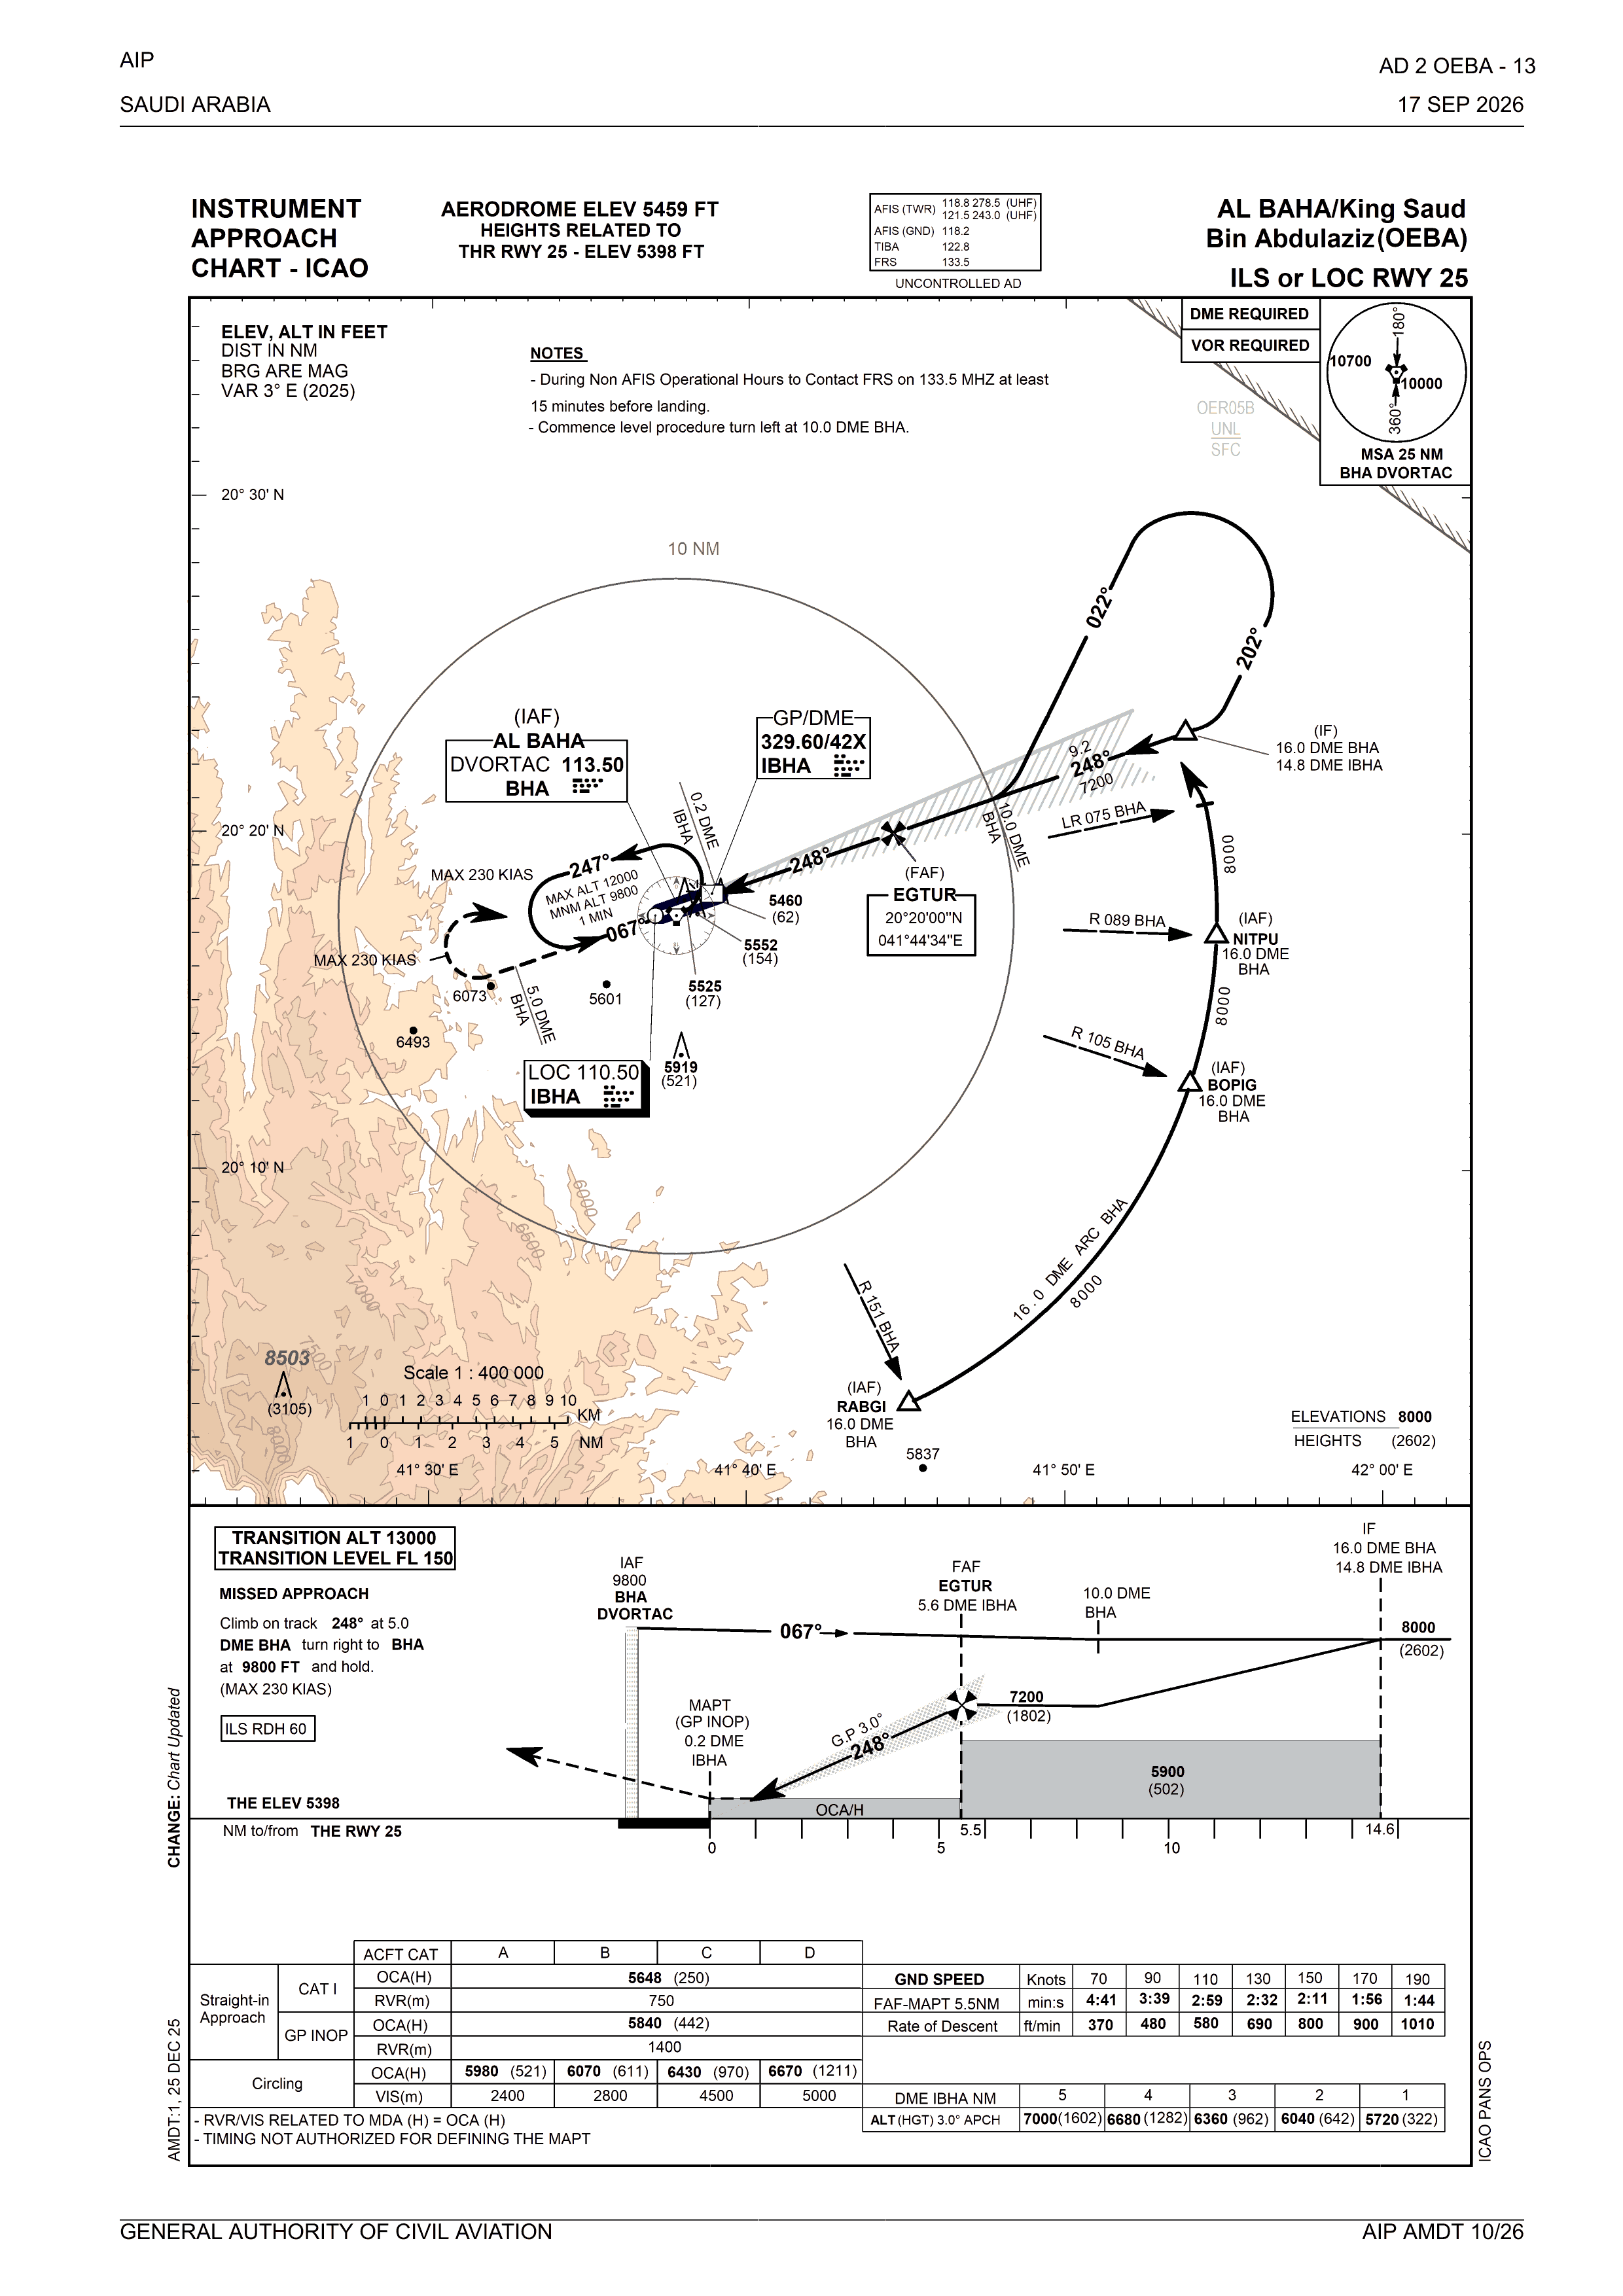 AIP
AD 2 OEBA - 13
SAUDI ARABIA
17 SEP 2026
INSTRUMENT
APPROACH
CHART - ICAO
AERODROME ELEV 5459 FT
HEIGHTS RELATED TO
THR RWY 25 - ELEV 5398 FT
AFIS (TWR) 118.8 278.5 (UHF)
121.5 243.0 (UHF)
AFIS (GND) 118.2
TIBA 122.8
FRS 133.5
UNCONTROLLED AD
AL BAHA/King Saud
Bin Abdulaziz(OEBA)
ILS or LOC RWY 25
ELEV, ALT IN FEET
DIST IN NM
BRG ARE MAG
VAR 3° E (2025)
NOTES
- During Non AFIS Operational Hours to Contact FRS on 133.5 MHZ at least
15 minutes before landing.
- Commence level procedure turn left at 10.0 DME BHA.
DME REQUIRED
VOR REQUIRED
180°
10700
10000
360°
MSA 25 NM
BHA DVORTAC
OER05B
UNL
SFC
20° 30' N
10 NM
022°
202°
(IAF)
AL BAHA
DVORTAC 113.50
BHA
GP/DME
329.60/42X
IBHA
(IF)
16.0 DME BHA
14.8 DME IBHA
9.2
248°
7200
LR 075 BHA
10.0 DME
BHA
0.2 DME
IBHA
20° 20' N
248°
(FAF)
EGTUR
20°20'00"N
041°44'34"E
MAX 230 KIAS
247°
MAX ALT 12000
MNM ALT 9800
1 MIN
067°
MAX 230 KIAS
5460
(62)
5552
(154)
5525
(127)
8000
R 089 BHA
(IAF)
NITPU
16.0 DME
BHA
6073
5601
5.0 DME
BHA
6493
5919
(521)
LOC 110.50
IBHA
8000
R 105 BHA
(IAF)
BOPIG
16.0 DME
BHA
20° 10' N
6000
6500
7000
7500
8000
16.0 DME ARC BHA
8000
R 151 BHA
(IAF)
RABGI
16.0 DME
BHA
5837
8503
(3105)
Scale 1 : 400 000
1 0 1 2 3 4 5 6 7 8 9 10
KM
1 0 1 2 3 4 5 NM
ELEVATIONS 8000
HEIGHTS (2602)
41° 30' E
41° 40' E
41° 50' E
42° 00' E
TRANSITION ALT 13000
TRANSITION LEVEL FL 150
MISSED APPROACH
Climb on track 248° at 5.0
DME BHA turn right to BHA
at 9800 FT and hold.
(MAX 230 KIAS)
ILS RDH 60
IAF
9800
BHA
DVORTAC
067°
FAF
EGTUR
5.6 DME IBHA
10.0 DME
BHA
IF
16.0 DME BHA
14.8 DME IBHA
8000
(2602)
MAPT
(GP INOP)
0.2 DME
IBHA
G.P 3.0°
248°
7200
(1802)
5900
(502)
OCA/H
THE ELEV 5398
NM to/from THE RWY 25
0
5
5.5
10
14.6
ACFT CAT A B C D
Straight-in
Approach
CAT I
OCA(H) 5648 (250)
RVR(m) 750
GP INOP
OCA(H) 5840 (442)
RVR(m) 1400
Circling
OCA(H) 5980 (521) 6070 (611) 6430 (970) 6670 (1211)
VIS(m) 2400 2800 4500 5000
GND SPEED Knots 70 90 110 130 150 170 190
FAF-MAPT 5.5NM min:s 4:41 3:39 2:59 2:32 2:11 1:56 1:44
Rate of Descent ft/min 370 480 580 690 800 900 1010
DME IBHA NM 5 4 3 2 1
ALT (HGT) 3.0° APCH 7000(1602) 6680 (1282) 6360 (962) 6040 (642) 5720 (322)
- RVR/VIS RELATED TO MDA (H) = OCA (H)
- TIMING NOT AUTHORIZED FOR DEFINING THE MAPT
CHANGE: Chart Updated
AMDT:1, 25 DEC 25
ICAO PANS OPS
GENERAL AUTHORITY OF CIVIL AVIATION
AIP AMDT 10/26